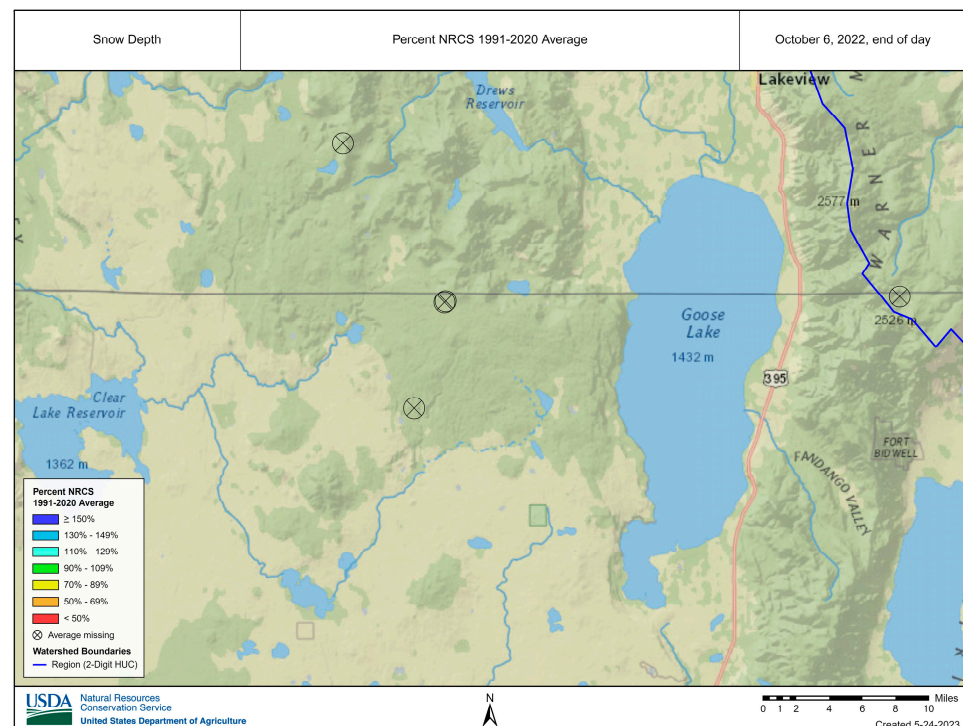 Snow Depth
Percent NRCS 1991-2020 Average
October 6, 2022, end of day
Lakeview
Drews
Reservoir
WARNER
2577 m
2526 m
Goose
Lake
1432 m
395
Clear
Lake Reservoir
1362 m
FORT
BIDWELL
FANDANGO VALLEY
Percent NRCS
1991-2020 Average
≥ 150%
130% - 149%
110% - 129%
90% - 109%
70% - 89%
50% - 69%
< 50%
Average missing
Watershed Boundaries
Region (2-Digit HUC)
USDA
Natural Resources
Conservation Service
United States Department of Agriculture
N
Miles
0 1 2 4 6 8 10
Created 5-24-2023